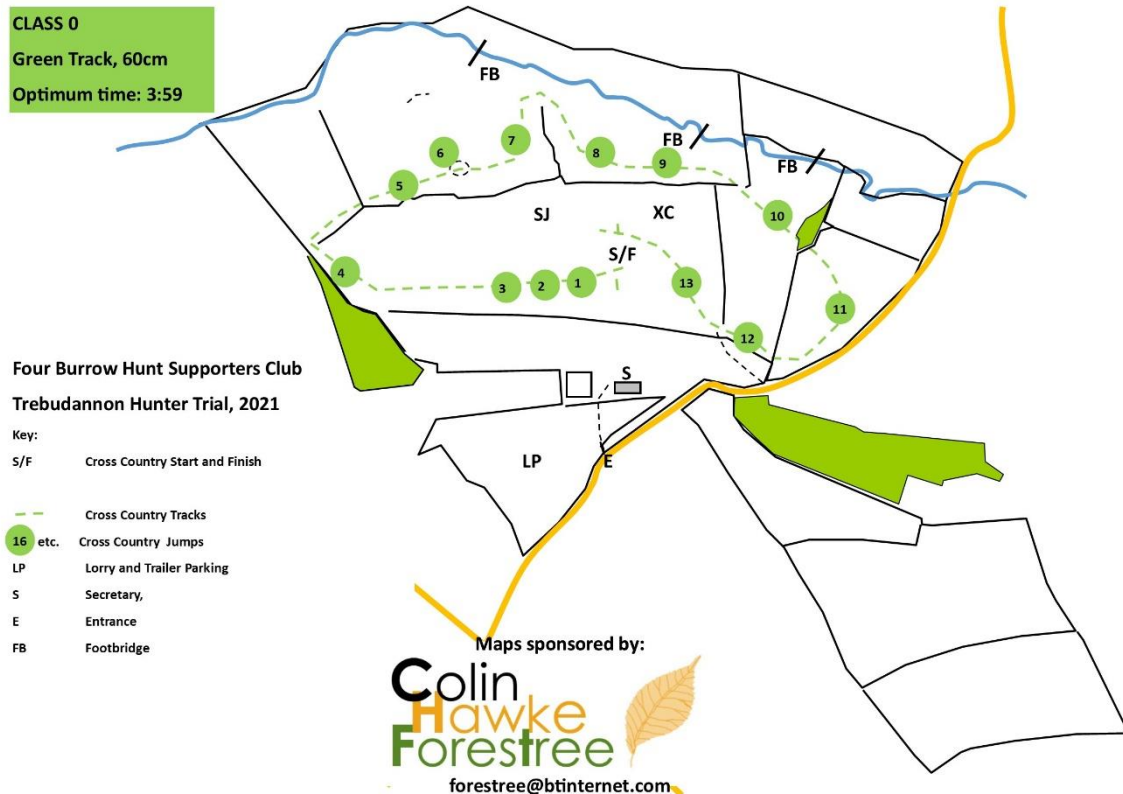 CLASS 0
Green Track, 60cm
Optimum time: 3:59
FB
FB
FB
7
8
9
6
5
10
SJ
XC
S/F
4
3
2
1
13
11
12
S
LP
E
Four Burrow Hunt Supporters Club
Trebudannon Hunter Trial, 2021
Key:
S/F Cross Country Start and Finish
Cross Country Tracks
16 etc. Cross Country Jumps
LP Lorry and Trailer Parking
S Secretary,
E Entrance
FB Footbridge
Maps sponsored by:
Colin
Hawke
Forestree
forestree@btinternet.com